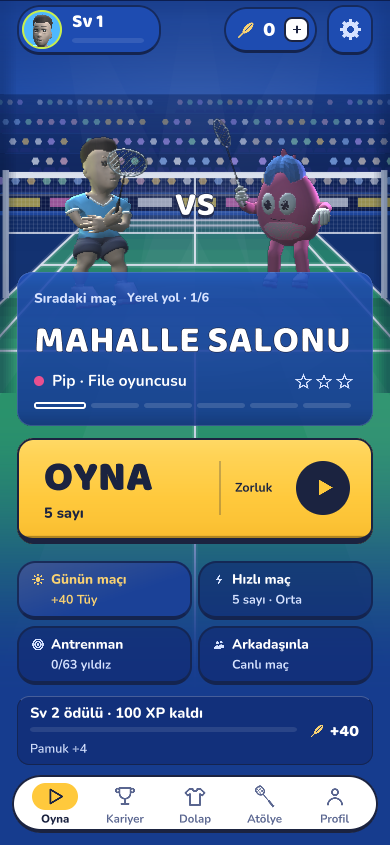 Sv 1
0 +
VS
Sıradaki maç Yerel yol · 1/6
MAHALLE SALONU
Pip · File oyuncusu
OYNA
5 sayı
Zorluk
Günün maçı
+40 Tüy
Hızlı maç
5 sayı · Orta
Antrenman
0/63 yıldız
Arkadaşınla
Canlı maç
Sv 2 ödülü · 100 XP kaldı
+40
Pamuk +4
Oyna Kariyer Dolap Atölye Profil